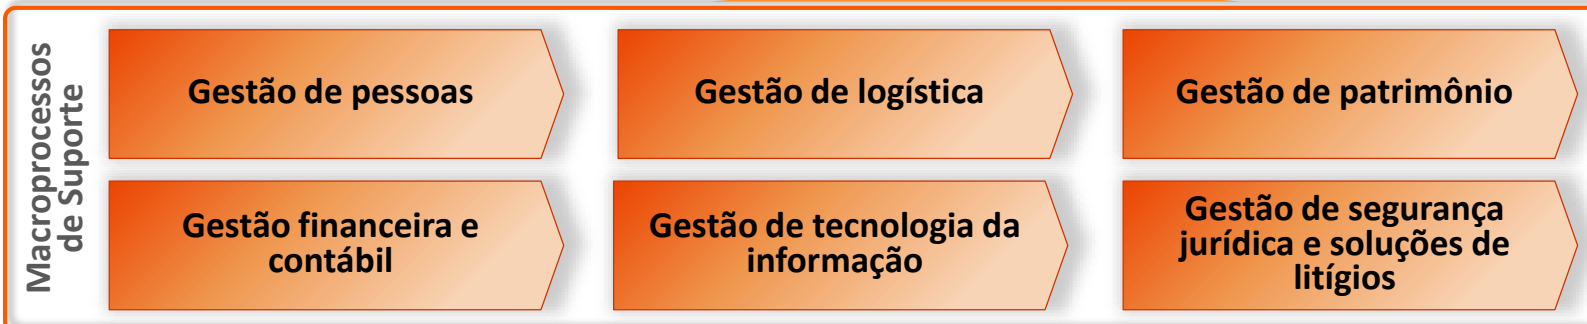 Macroprocessos
de Suporte
Gestão de pessoas
Gestão de logística
Gestão de patrimônio
Gestão financeira e
contábil
Gestão de tecnologia da
informação
Gestão de segurança
jurídica e soluções de
litígios